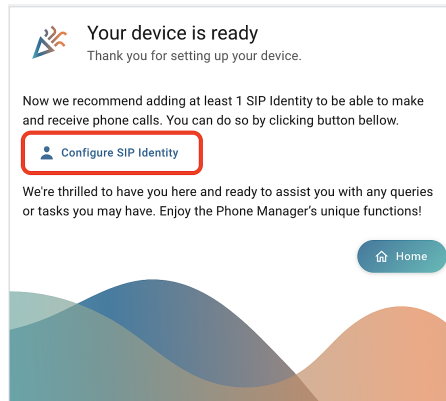 Your device is ready
Thank you for setting up your device.
Now we recommend adding at least 1 SIP Identity to be able to make
and receive phone calls. You can do so by clicking button bellow.
Configure SIP Identity
We're thrilled to have you here and ready to assist you with any queries
or tasks you may have. Enjoy the Phone Manager's unique functions!
Home